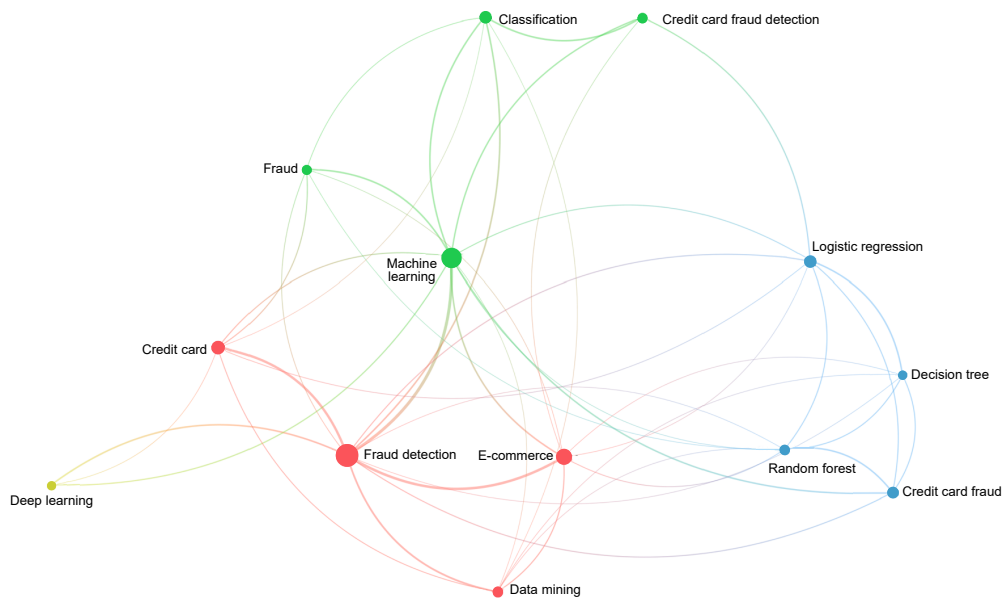 Classification
Credit card fraud detection
Fraud
Logistic regression
Machine
learning
Credit card
Decision tree
Fraud detection
E-commerce
Random forest
Deep learning
Credit card fraud
Data mining